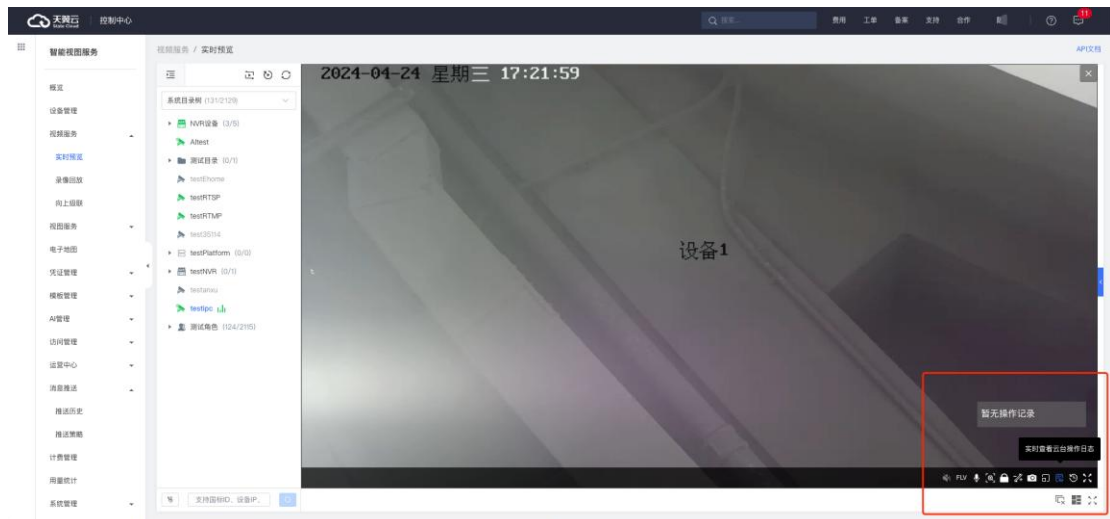 天翼云 控制中心 搜索... 费用 工单 备案 支持 合作 11
State Cloud
智能视图服务
视频服务 / 实时预览
API文档
概览
设备管理
视频服务
实时预览
录像回放
向上级联
视图服务
电子地图
凭证管理
模板管理
AI管理
访问管理
运营中心
消息推送
推送历史
推送策略
计费管理
用量统计
系统管理
系统目录树 (131/2129)
NVR设备 (3/5)
AItest
测试目录 (0/1)
testEhome
testRTSP
testRTMP
test35114
testPlatform (0/0)
testNVR (0/1)
testanxu
testipc
测试角色 (124/2115)
支持国标ID、设备IP、
2024-04-24 星期三 17:21:59
设备1
暂无操作记录
实时查看云台操作日志
FLV